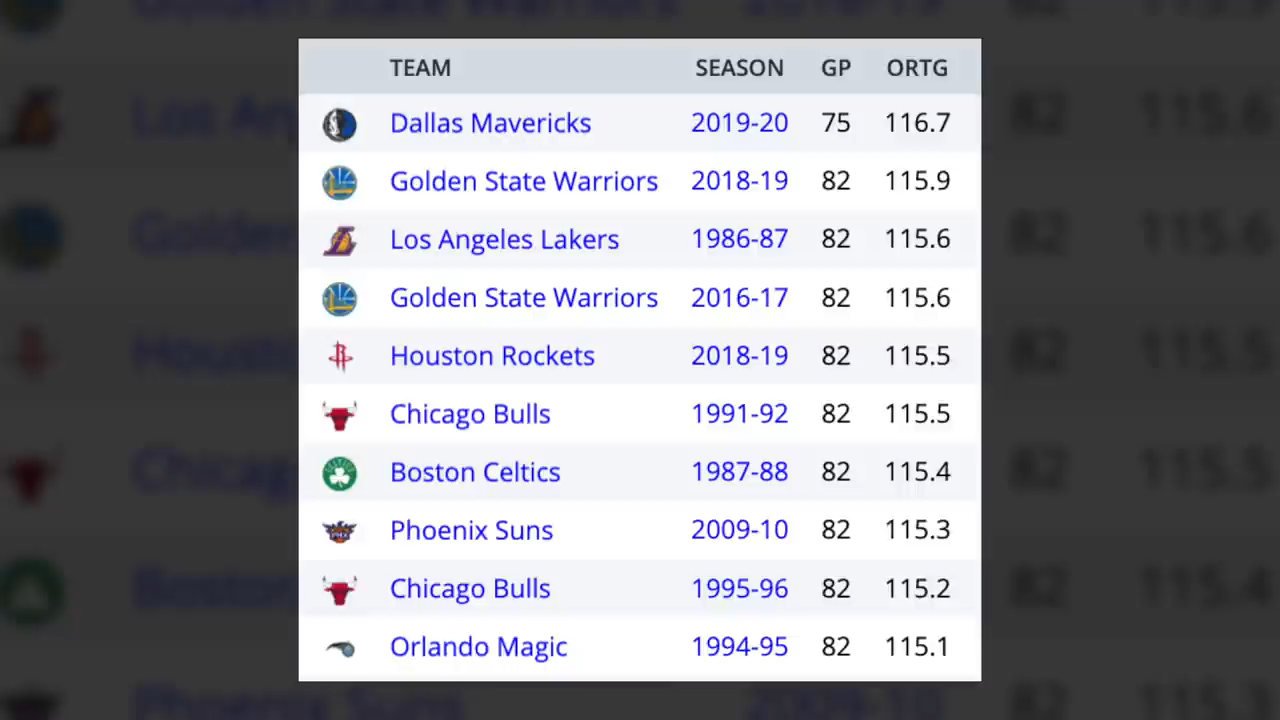 TEAM SEASON GP ORTG
Dallas Mavericks 2019-20 75 116.7
Golden State Warriors 2018-19 82 115.9
Los Angeles Lakers 1986-87 82 115.6
Golden State Warriors 2016-17 82 115.6
Houston Rockets 2018-19 82 115.5
Chicago Bulls 1991-92 82 115.5
Boston Celtics 1987-88 82 115.4
Phoenix Suns 2009-10 82 115.3
Chicago Bulls 1995-96 82 115.2
Orlando Magic 1994-95 82 115.1